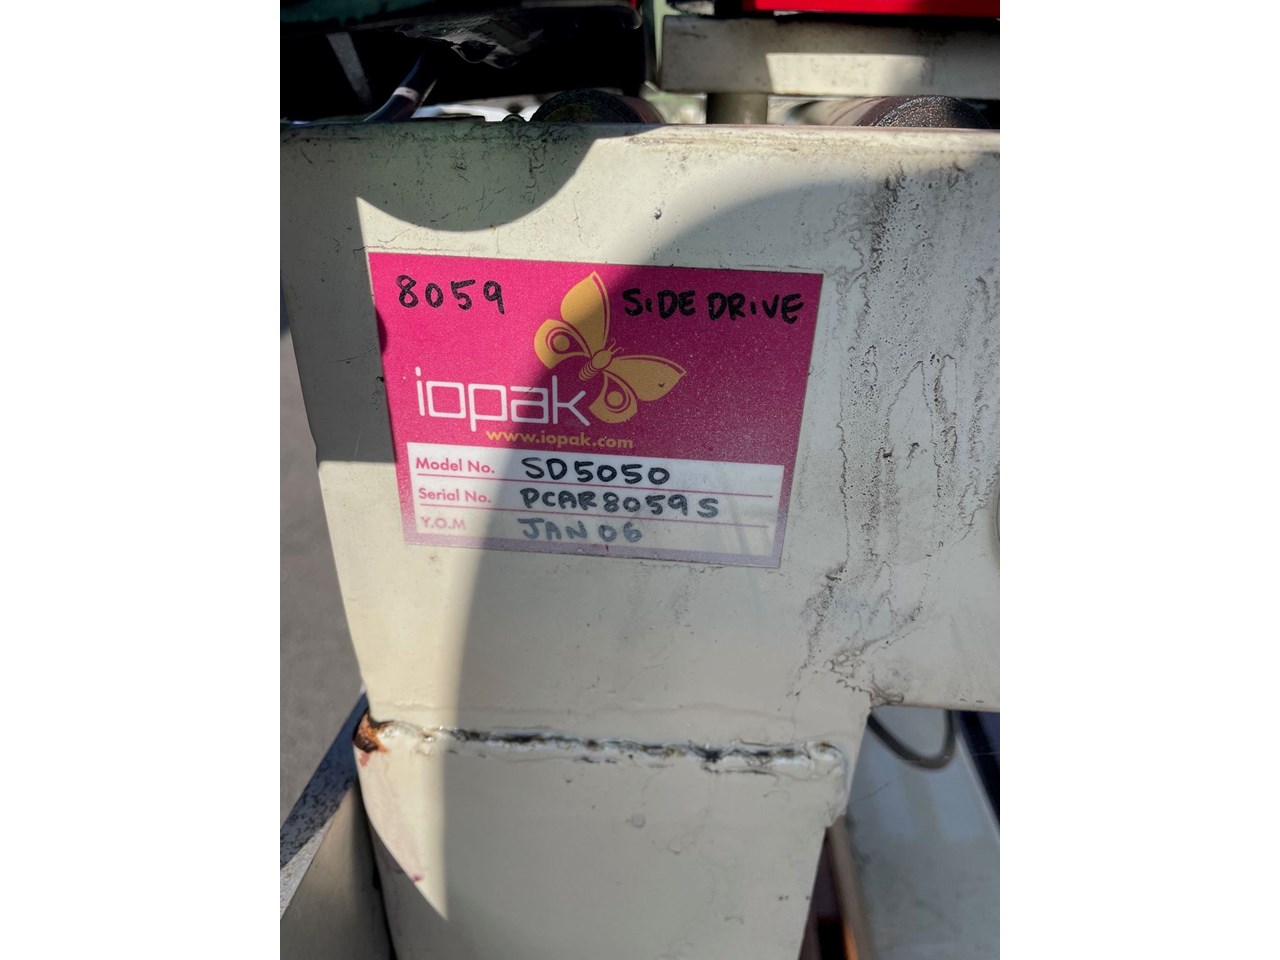 8059 SIDE DRIVE
iopak
www.iopak.com
Model No. SD5050
Serial No. PCAR8059S
Y.O.M JAN 06